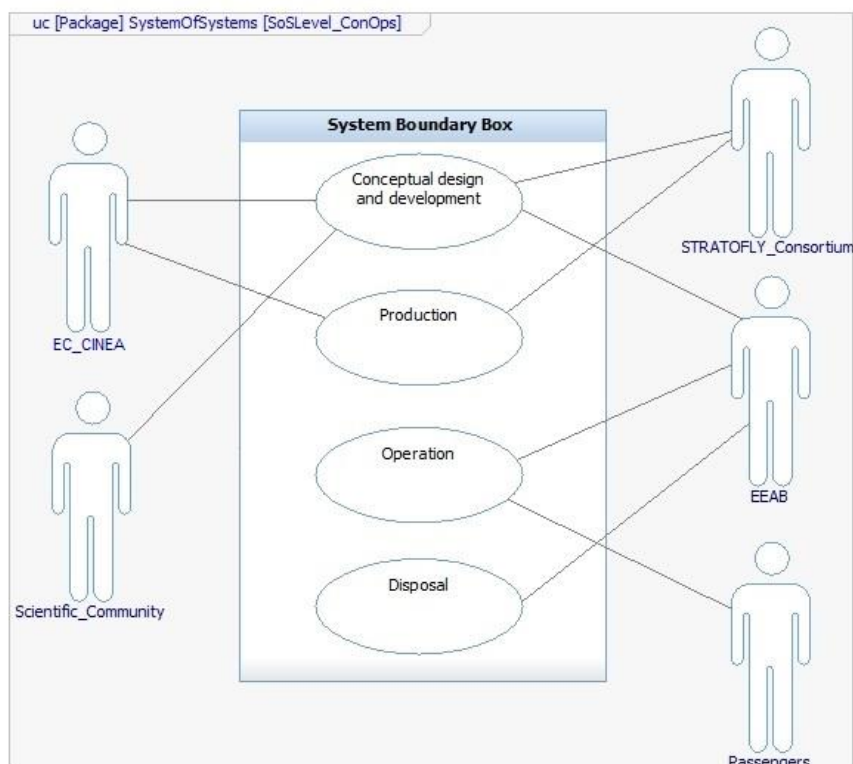 uc [Package] SystemOfSystems [SoSLevel_ConOps]
System Boundary Box
Conceptual design
and development
STRATOFLY_Consortium
Production
EC_CINEA
Operation
EEAB
Disposal
Scientific_Community
Passengers